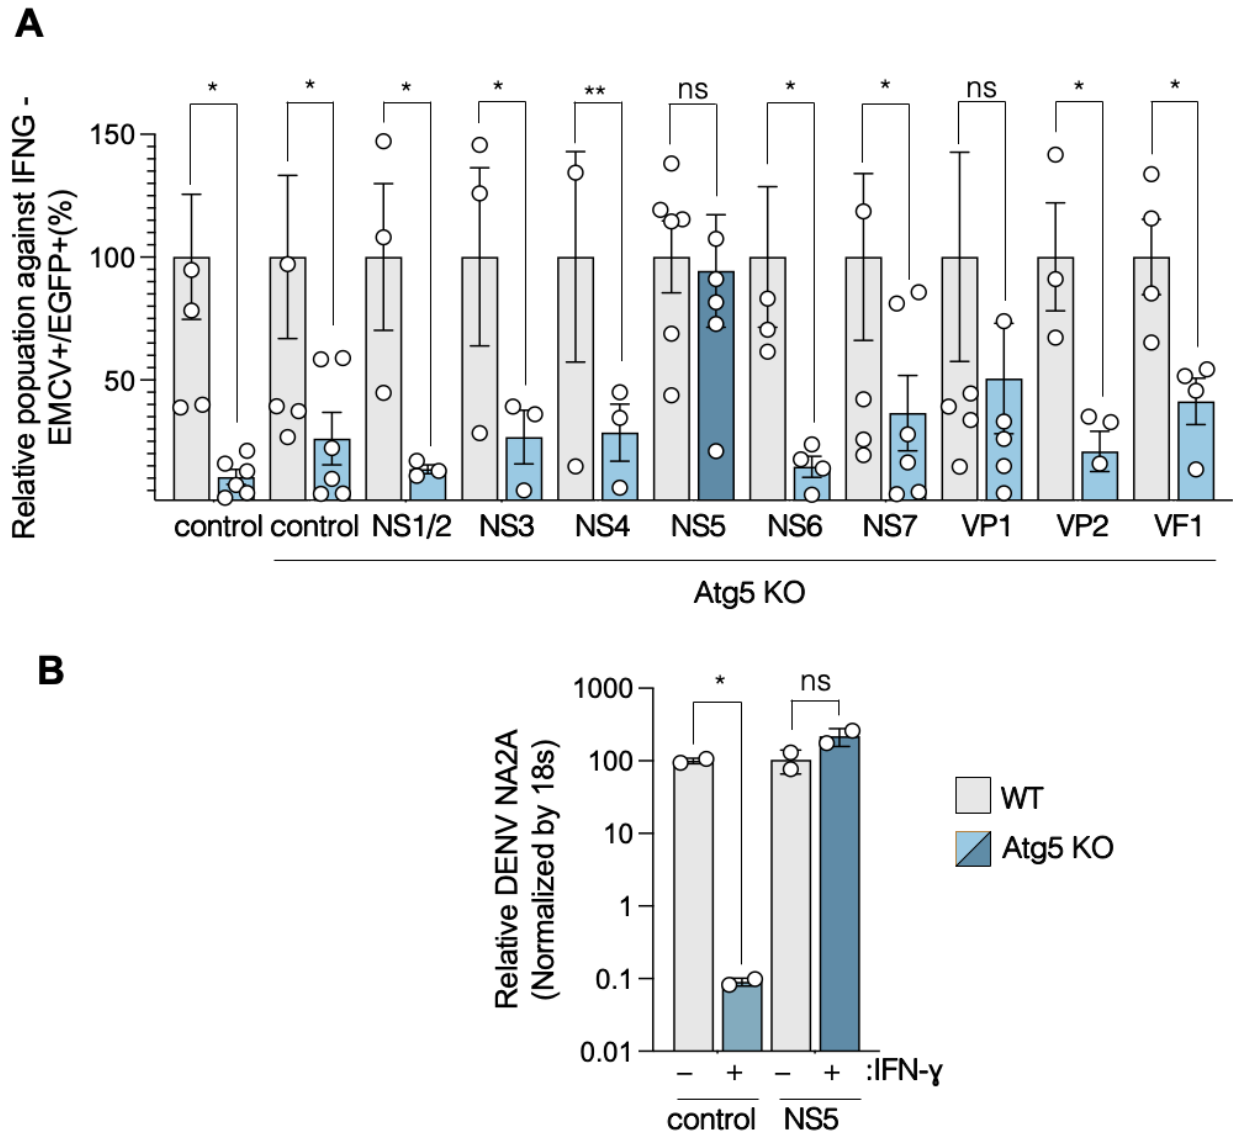 A
Relative popuation against IFNG -
EMCV+/EGFP+(%)
150
100
50
* * * * ** ns * * ns * *
control control NS1/2 NS3 NS4 NS5 NS6 NS7 VP1 VP2 VF1
Atg5 KO
B
Relative DENV NA2A
(Normalized by 18s)
1000
100
10
1
0.1
0.01
* ns
− + − + :IFN-ɣ
control NS5
WT
Atg5 KO